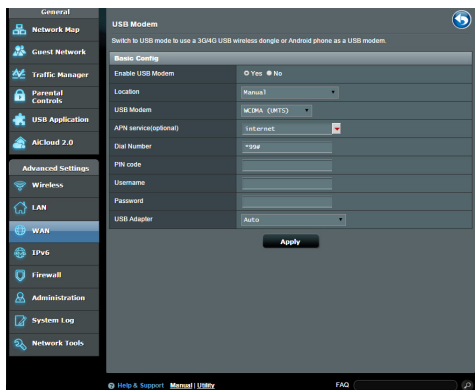 General
Network Map
Guest Network
Traffic Manager
Parental
Controls
USB Application
AiCloud 2.0
Advanced Settings
Wireless
LAN
WAN
IPv6
Firewall
Administration
System Log
Network Tools
USB Modem
Switch to USB mode to use a 3G/4G USB wireless dongle or Android phone as a USB modem.
Basic Config
Enable USB Modem Yes No
Location Manual
USB Modem WCDMA (UMTS)
APN service(optional) internet
Dial Number *99#
PIN code
Username
Password
USB Adapter Auto
Apply
Help & Support Manual | Utility FAQ